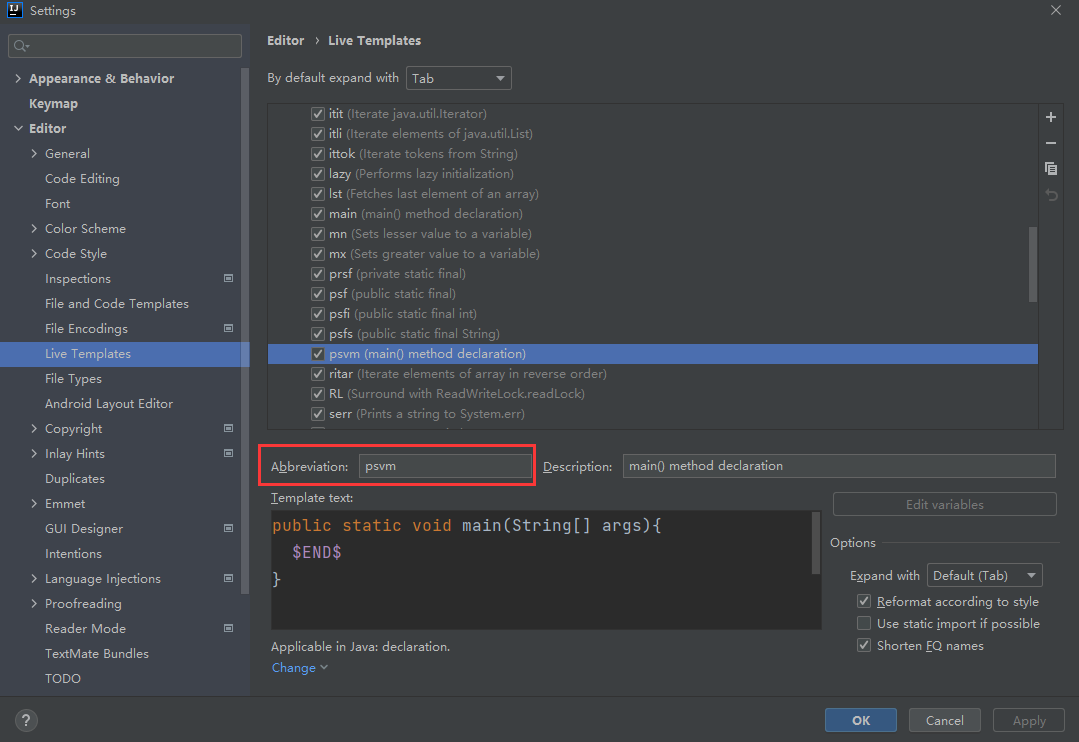 Settings
Appearance & Behavior
Keymap
Editor
General
Code Editing
Font
Color Scheme
Code Style
Inspections
File and Code Templates
File Encodings
Live Templates
File Types
Android Layout Editor
Copyright
Inlay Hints
Duplicates
Emmet
GUI Designer
Intentions
Language Injections
Proofreading
Reader Mode
TextMate Bundles
TODO
Editor › Live Templates
By default expand with Tab
itit (Iterate java.util.Iterator)
itli (Iterate elements of java.util.List)
ittok (Iterate tokens from String)
lazy (Performs lazy initialization)
lst (Fetches last element of an array)
main (main() method declaration)
mn (Sets lesser value to a variable)
mx (Sets greater value to a variable)
prsf (private static final)
psf (public static final)
psfi (public static final int)
psfs (public static final String)
psvm (main() method declaration)
ritar (Iterate elements of array in reverse order)
RL (Surround with ReadWriteLock.readLock)
serr (Prints a string to System.err)
Abbreviation: psvm Description: main() method declaration
Template text:
public static void main(String[] args){
$END$
}
Edit variables
Options
Expand with Default (Tab)
Reformat according to style
Use static import if possible
Shorten FQ names
Applicable in Java: declaration.
Change
? OK Cancel Apply